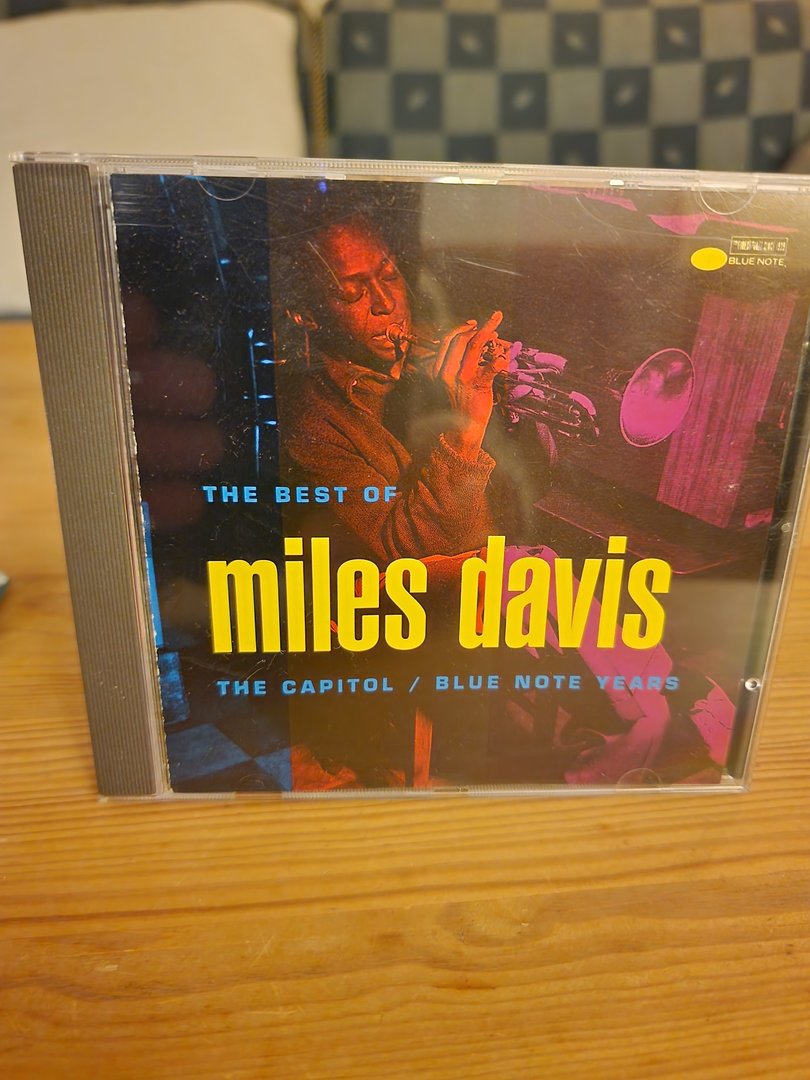 BLUE NOTE
THE BEST OF
miles davis
THE CAPITOL / BLUE NOTE YEARS